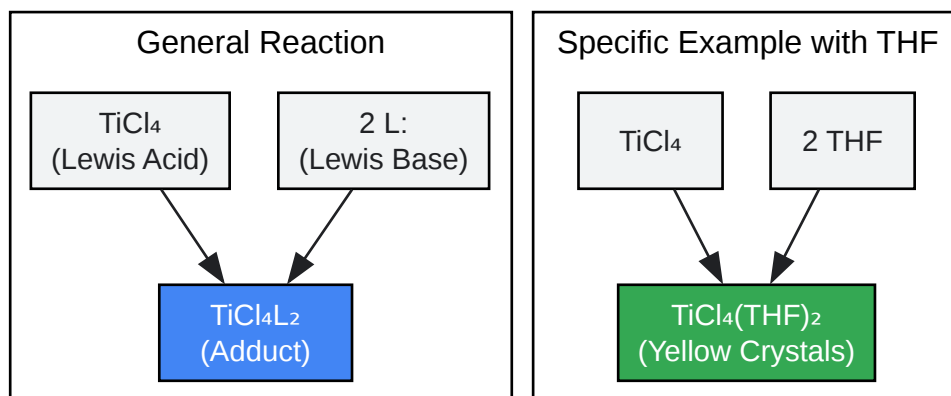 General Reaction
TiCl₄
(Lewis Acid)
2 L:
(Lewis Base)
TiCl₄L₂
(Adduct)
Specific Example with THF
TiCl₄
2 THF
TiCl₄(THF)₂
(Yellow Crystals)